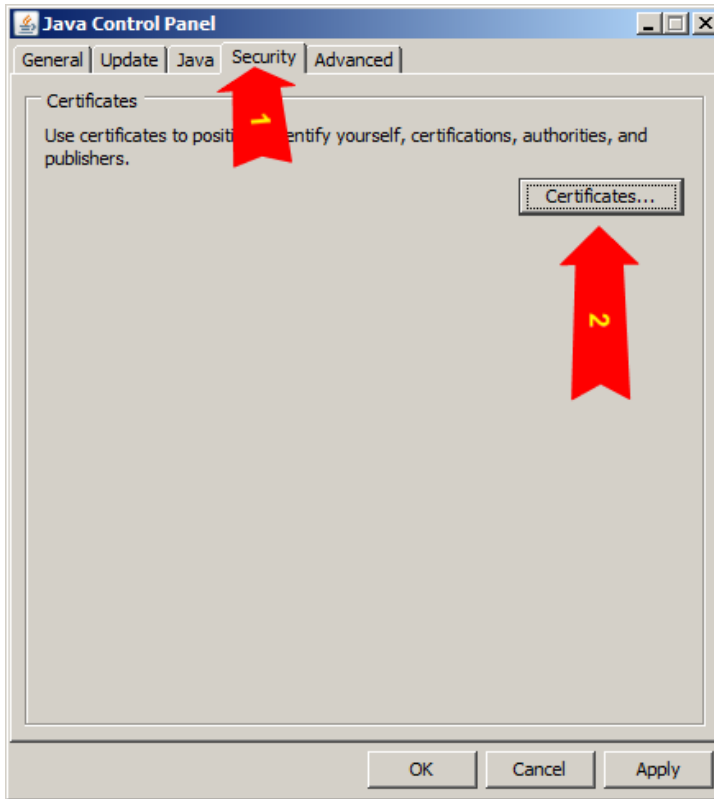 Java Control Panel
General Update Java Security Advanced
1
Certificates
Use certificates to positi entify yourself, certifications, authorities, and
publishers.
Certificates...
2
OK Cancel Apply